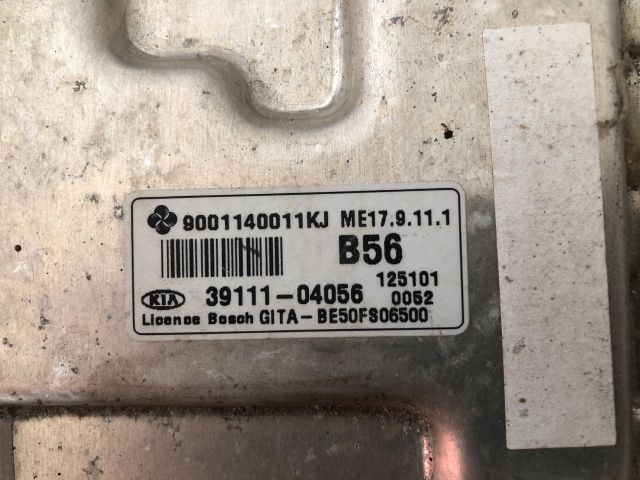 9001140011KJ ME17.9.11.1
B56
125101
KIA 39111-04056 0052
Licence Bosch GITA-BE50FS06500